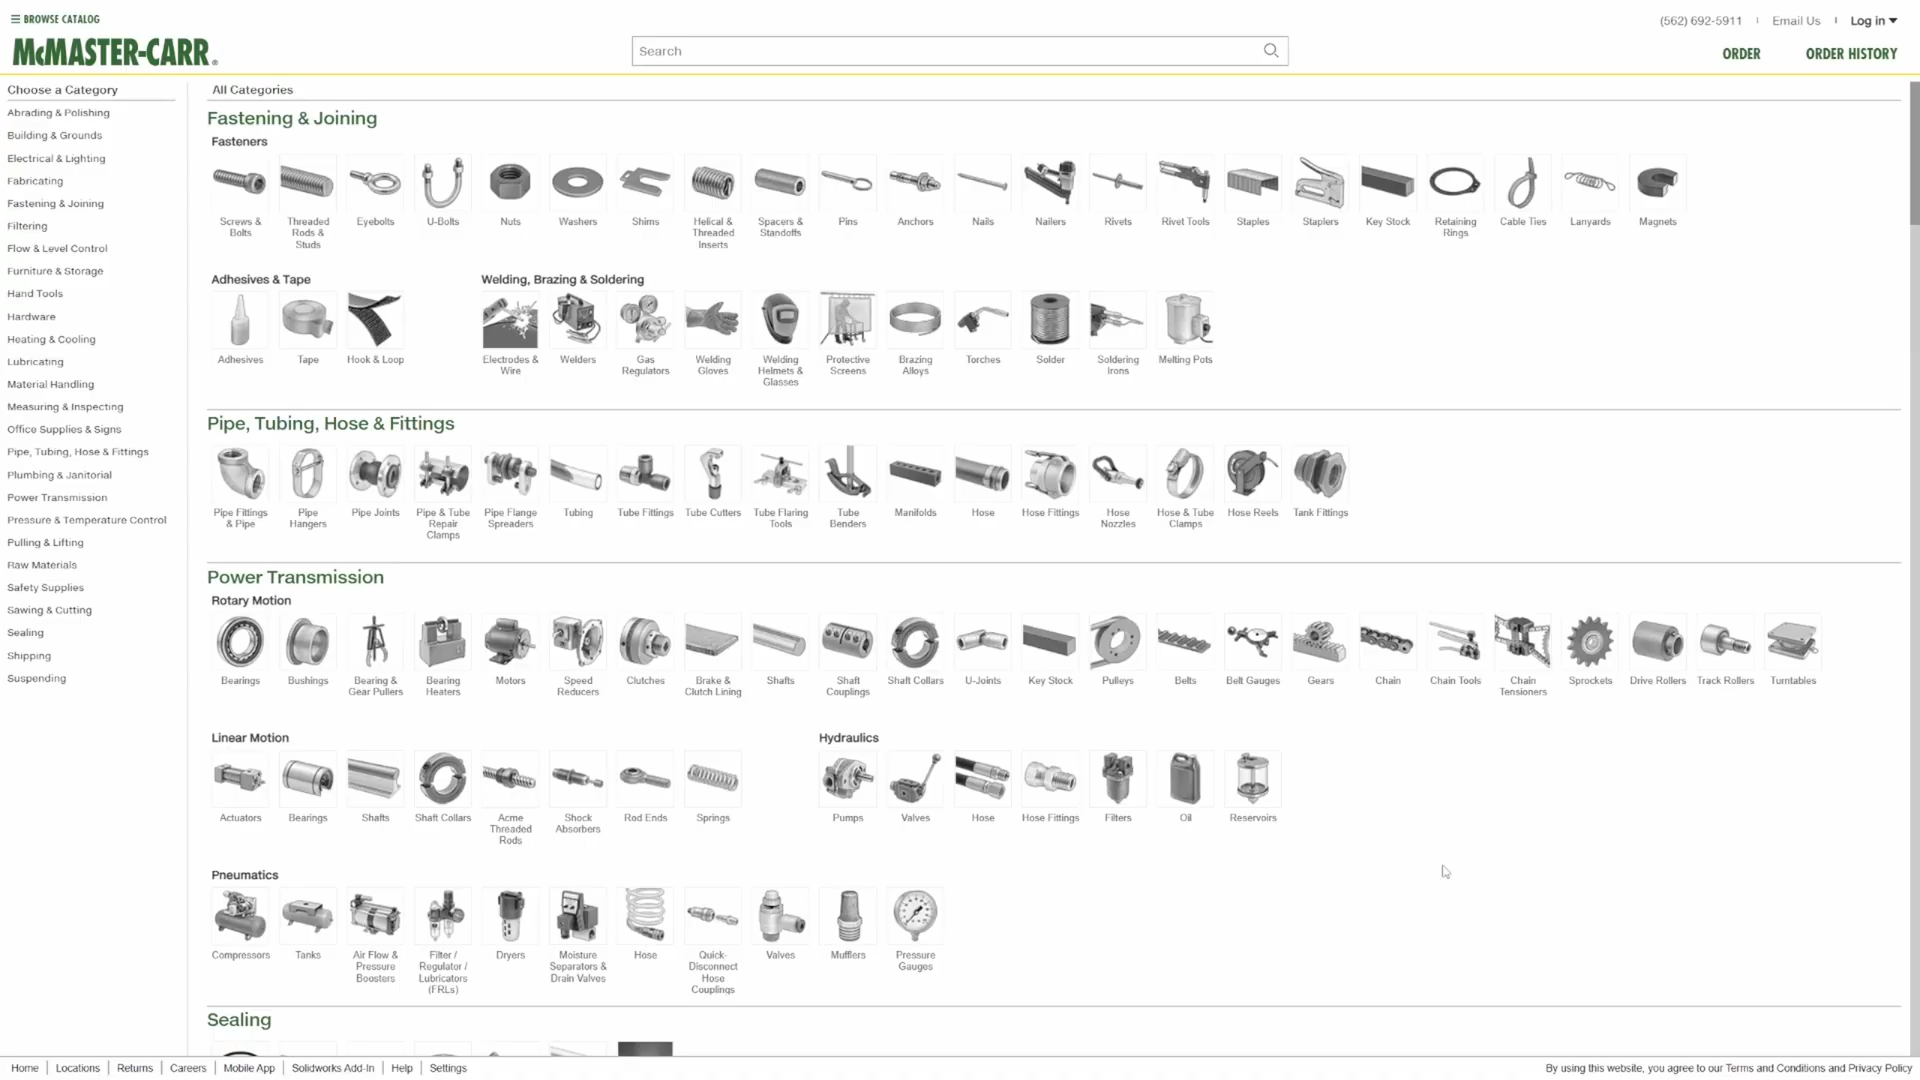 BROWSE CATALOG
(562) 692-5911
Email Us
Log in
McMASTER-CARR®
Search
ORDER
ORDER HISTORY
Choose a Category
Abrading & Polishing
Building & Grounds
Electrical & Lighting
Fabricating
Fastening & Joining
Filtering
Flow & Level Control
Furniture & Storage
Hand Tools
Hardware
Heating & Cooling
Lubricating
Material Handling
Measuring & Inspecting
Office Supplies & Signs
Pipe, Tubing, Hose & Fittings
Plumbing & Janitorial
Power Transmission
Pressure & Temperature Control
Pulling & Lifting
Raw Materials
Safety Supplies
Sawing & Cutting
Sealing
Shipping
Suspending
All Categories
Fastening & Joining
Fasteners
Screws &
Bolts
Threaded
Rods &
Studs
Eyebolts
U-Bolts
Nuts
Washers
Shims
Helical &
Threaded
Inserts
Spacers &
Standoffs
Pins
Anchors
Nails
Nailers
Rivets
Rivet Tools
Staples
Staplers
Key Stock
Retaining
Rings
Cable Ties
Lanyards
Magnets
Adhesives & Tape
Adhesives
Tape
Hook & Loop
Welding, Brazing & Soldering
Electrodes &
Wire
Welders
Gas
Regulators
Welding
Gloves
Welding
Helmets &
Glasses
Protective
Screens
Brazing
Alloys
Torches
Solder
Soldering
Irons
Melting Pots
Pipe, Tubing, Hose & Fittings
Pipe Fittings
& Pipe
Pipe
Hangers
Pipe Joints
Pipe & Tube
Repair
Clamps
Pipe Flange
Spreaders
Tubing
Tube Fittings
Tube Cutters
Tube Flaring
Tools
Tube
Benders
Manifolds
Hose
Hose Fittings
Hose
Nozzles
Hose & Tube
Clamps
Hose Reels
Tank Fittings
Power Transmission
Rotary Motion
Bearings
Bushings
Bearing &
Gear Pullers
Bearing
Heaters
Motors
Speed
Reducers
Clutches
Brake &
Clutch Lining
Shafts
Shaft
Couplings
Shaft Collars
U-Joints
Key Stock
Pulleys
Belts
Belt Gauges
Gears
Chain
Chain Tools
Chain
Tensioners
Sprockets
Drive Rollers
Track Rollers
Turntables
Linear Motion
Actuators
Bearings
Shafts
Shaft Collars
Acme
Threaded
Rods
Shock
Absorbers
Rod Ends
Springs
Hydraulics
Pumps
Valves
Hose
Hose Fittings
Filters
Oil
Reservoirs
Pneumatics
Compressors
Tanks
Air Flow &
Pressure
Boosters
Filter /
Regulator /
Lubricators
(FRLs)
Dryers
Moisture
Separators &
Drain Valves
Hose
Quick-
Disconnect
Hose
Couplings
Valves
Mufflers
Pressure
Gauges
Sealing
Home
Locations
Returns
Careers
Mobile App
Solidworks Add-In
Help
Settings
By using this website, you agree to our Terms and Conditions and Privacy Policy